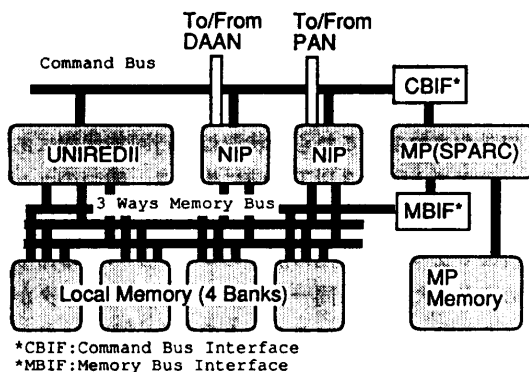 To/From
DAAN
To/From
PAN
Command Bus
CBIF*
UNIREDII
NIP
NIP
MP(SPARC)
3 Ways Memory Bus
MBIF*
Local Memory (4 Banks)
MP
Memory
*CBIF:Command Bus Interface
*MBIF:Memory Bus Interface